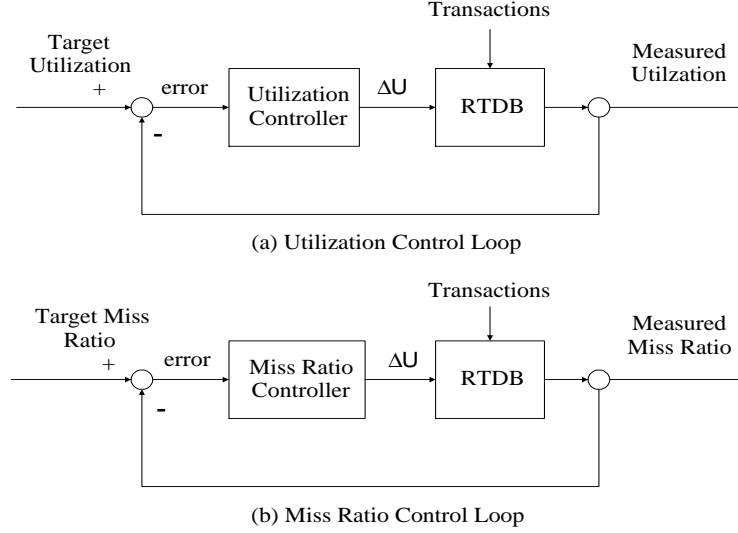 Transactions
Target
Utilization
+
error
Utilization
Controller
ΔU
RTDB
Measured
Utilzation
-
(a) Utilization Control Loop
Transactions
Target Miss
Ratio
+
error
Miss Ratio
Controller
ΔU
RTDB
Measured
Miss Ratio
-
(b) Miss Ratio Control Loop